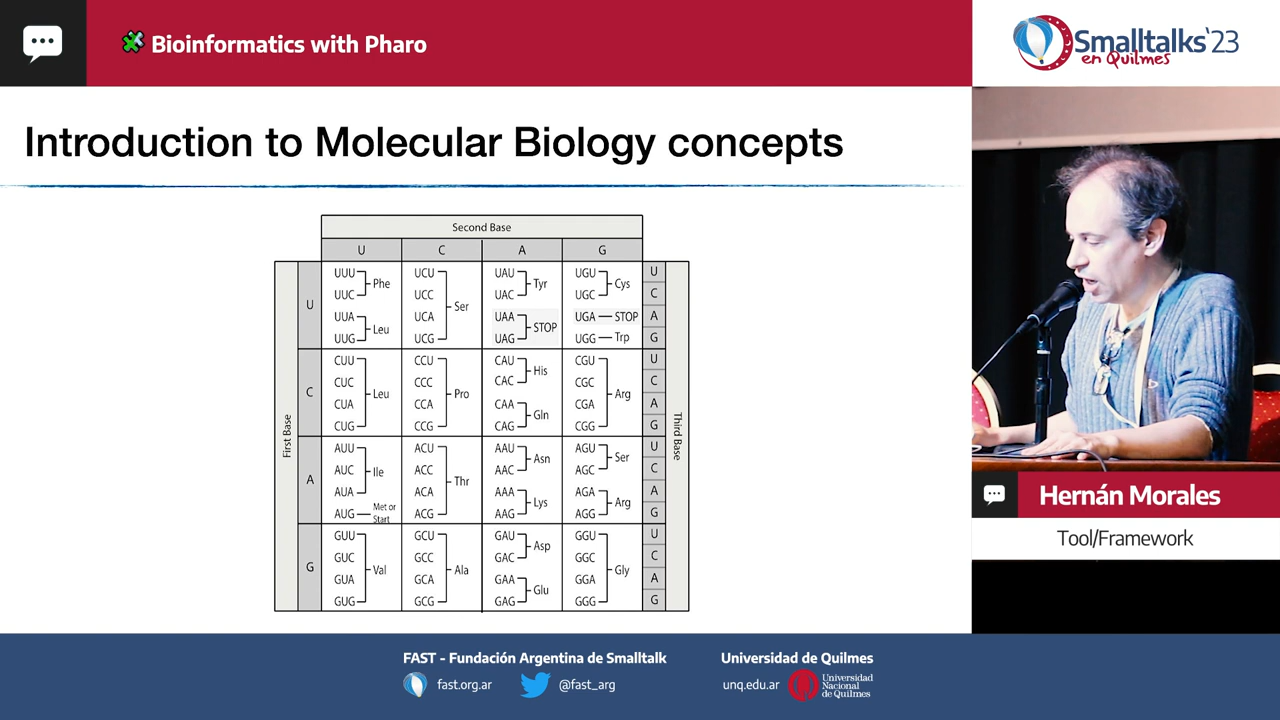 Bioinformatics with Pharo
Smalltalks'23
en Quilmes
Introduction to Molecular Biology concepts
Second Base
U C A G
First Base
Third Base
U
UUU UUC Phe
UUA UUG Leu
UCU UCC UCA UCG Ser
UAU UAC Tyr
UAA UAG STOP
UGU UGC Cys
UGA STOP
UGG Trp
U C A G
C
CUU CUC CUA CUG Leu
CCU CCC CCA CCG Pro
CAU CAC His
CAA CAG Gln
CGU CGC CGA CGG Arg
U C A G
A
AUU AUC AUA Ile
AUG Met or Start
ACU ACC ACA ACG Thr
AAU AAC Asn
AAA AAG Lys
AGU AGC Ser
AGA AGG Arg
U C A G
G
GUU GUC GUA GUG Val
GCU GCC GCA GCG Ala
GAU GAC Asp
GAA GAG Glu
GGU GGC GGA GGG Gly
U C A G
Hernán Morales
Tool/Framework
FAST - Fundación Argentina de Smalltalk
fast.org.ar
@fast_arg
Universidad de Quilmes
unq.edu.ar
Universidad
Nacional
de Quilmes